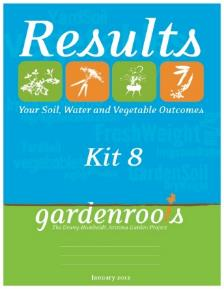 Results
Your Soil, Water and Vegetable Outcomes
Kit 8
gardenroots
The Dewey-Humboldt, Arizona Garden Project
January 2012